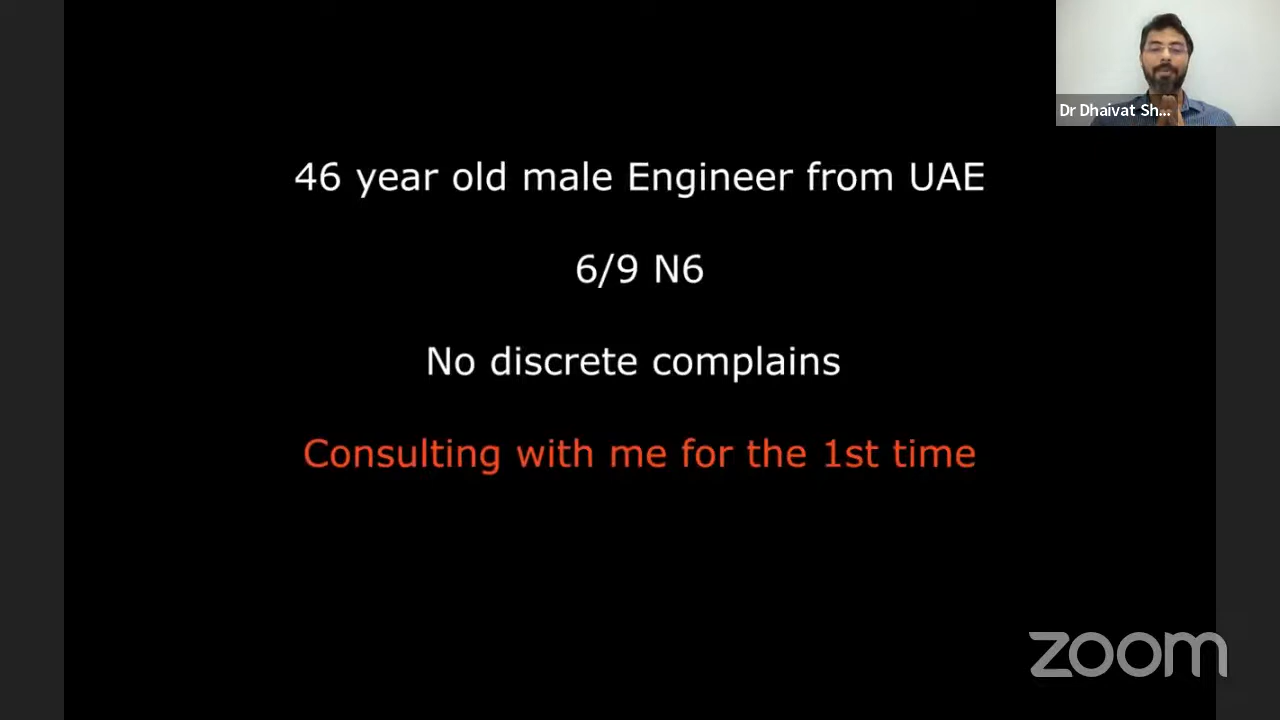 Dr Dhaivat Sh...
46 year old male Engineer from UAE
6/9 N6
No discrete complains
Consulting with me for the 1st time
zoom